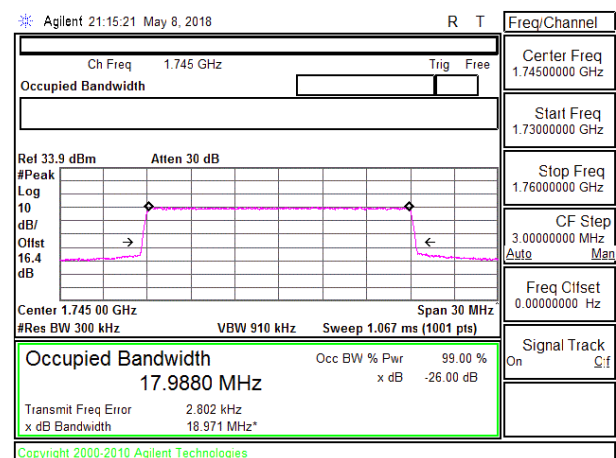 Agilent 21:15:21 May 8, 2018 R T
Freq/Channel
Ch Freq 1.745 GHz Trig Free
Occupied Bandwidth
Center Freq
1.74500000 GHz
Start Freq
1.73000000 GHz
Stop Freq
1.76000000 GHz
CF Step
3.00000000 MHz
Auto Man
Freq Offset
0.00000000 Hz
Signal Track
On Off
Ref 33.9 dBm Atten 30 dB
#Peak
Log
10
dB/
Offst
16.4
dB
Center 1.745 00 GHz Span 30 MHz
#Res BW 300 kHz VBW 910 kHz Sweep 1.067 ms (1001 pts)
Occupied Bandwidth Occ BW % Pwr 99.00 %
17.9880 MHz x dB -26.00 dB
Transmit Freq Error 2.802 kHz
x dB Bandwidth 18.971 MHz*
Copyright 2000-2010 Agilent Technologies